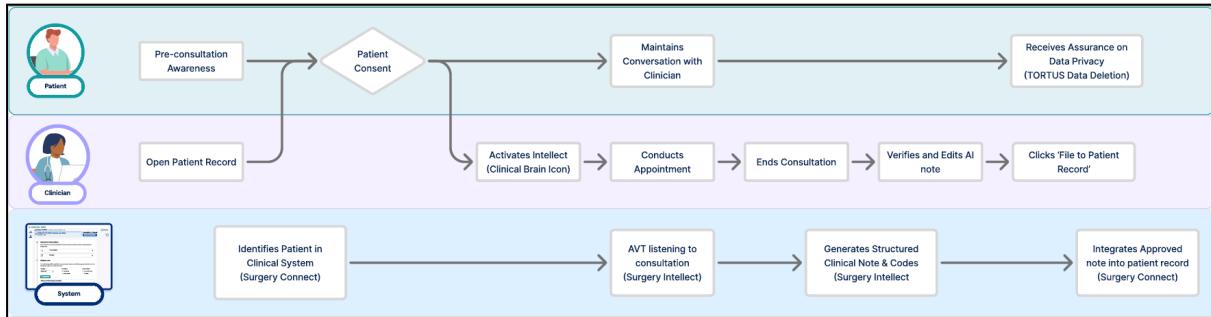 Patient
Pre-consultation
Awareness
Patient
Consent
Maintains
Conversation with
Clinician
Receives Assurance on
Data Privacy
(TORTUS Data Deletion)
Clinician
Open Patient Record
Activates Intellect
(Clinical Brain Icon)
Conducts
Appointment
Ends Consultation
Verifies and Edits AI
note
Clicks 'File to Patient
Record'
System
Identifies Patient in
Clinical System
(Surgery Connect)
AVT listening to
consultation
(Surgery Intellect)
Generates Structured
Clinical Note & Codes
(Surgery Intellect
Integrates Approved
note into patient record
(Surgery Connect)